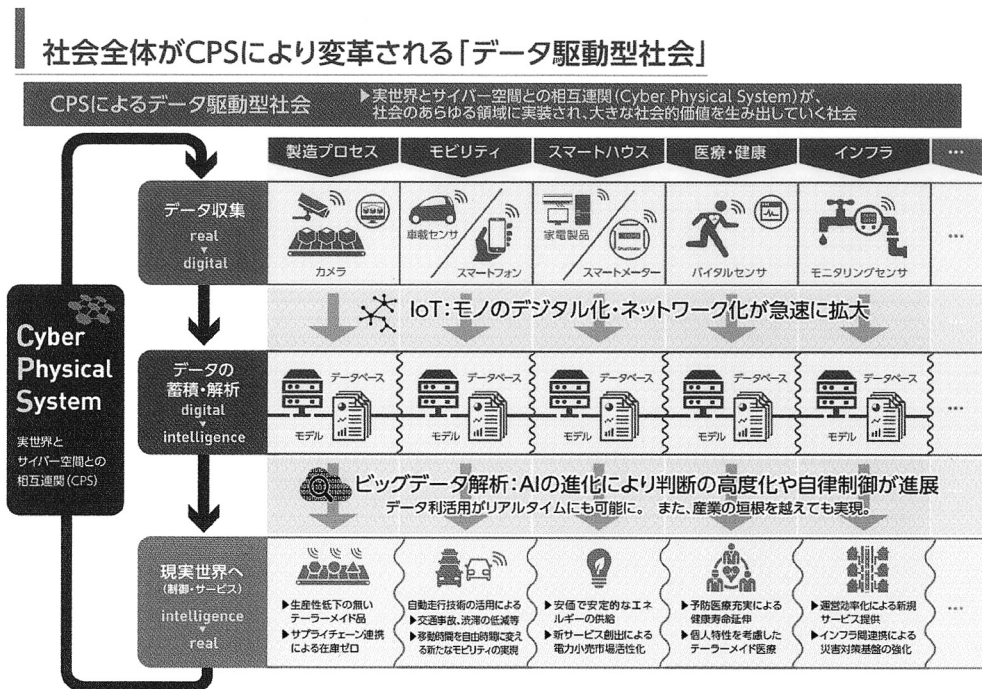 社会全体がCPSにより変革される「データ駆動型社会」
CPSによるデータ駆動型社会
▶実世界とサイバー空間との相互連関(Cyber Physical System)が、
社会のあらゆる領域に実装され、大きな社会的価値を生み出していく社会
製造プロセス
モビリティ
スマートハウス
医療・健康
インフラ
…
データ収集
real
▼
digital
カメラ
車載センサ
スマートフォン
家電製品
スマートメーター
バイタルセンサ
モニタリングセンサ
…
IoT:モノのデジタル化・ネットワーク化が急速に拡大
Cyber
Physical
System
実世界と
サイバー空間との
相互連関(CPS)
データの
蓄積・解析
digital
▼
intelligence
データベース
モデル
データベース
モデル
データベース
モデル
データベース
モデル
データベース
モデル
…
ビッグデータ解析:AIの進化により判断の高度化や自律制御が進展
データ利活用がリアルタイムにも可能に。また、産業の垣根を越えても実現。
現実世界へ
(制御・サービス)
intelligence
▼
real
▶生産性低下の無い
テーラーメイド品
▶サプライチェーン連携
による在庫ゼロ
自動走行技術の活用による
▶交通事故、渋滞の低減等
▶移動時間を自由時間に変え
る新たなモビリティの実現
▶安価で安定的なエネ
ルギーの供給
▶新サービス創出による
電力小売市場活性化
▶予防医療充実による
健康寿命延伸
▶個人特性を考慮した
テーラーメイド医療
▶運営効率化による新規
サービス提供
▶インフラ間連携による
災害対策基盤の強化
…